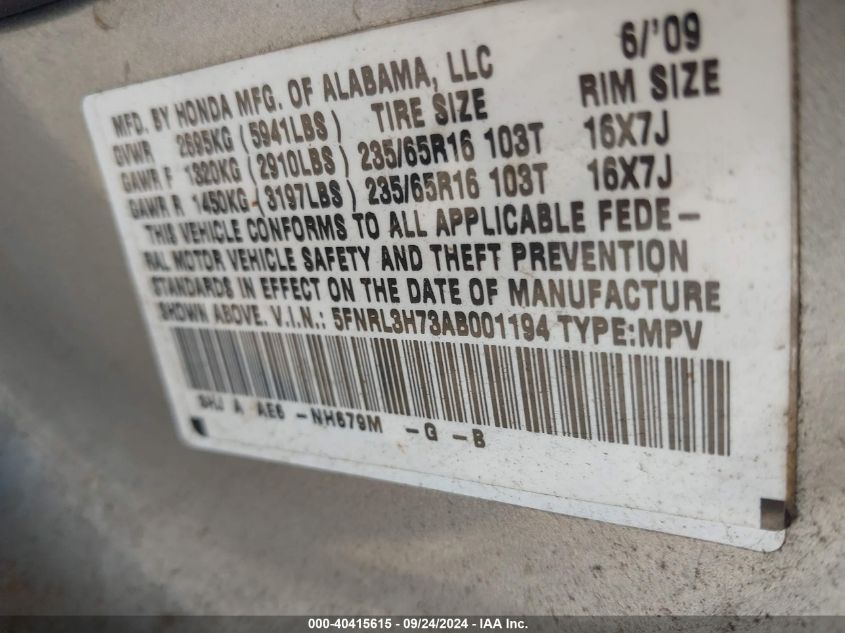 MFD. BY HONDA MFG. OF ALABAMA, LLC 6/'09
GVWR 2695KG (5941LBS) TIRE SIZE RIM SIZE
GAWR F 1320KG (2910LBS) 235/65R16 103T 16X7J
GAWR R 1450KG (3197LBS) 235/65R16 103T 16X7J
THIS VEHICLE CONFORMS TO ALL APPLICABLE FEDE-
RAL MOTOR VEHICLE SAFETY AND THEFT PREVENTION
STANDARDS IN EFFECT ON THE DATE OF MANUFACTURE
SHOWN ABOVE. V.I.N.: 5FNRL3H73AB001194 TYPE:MPV
SHJ A AE6 -NH679M -G -B
000-40415615 - 09/24/2024 - IAA Inc.